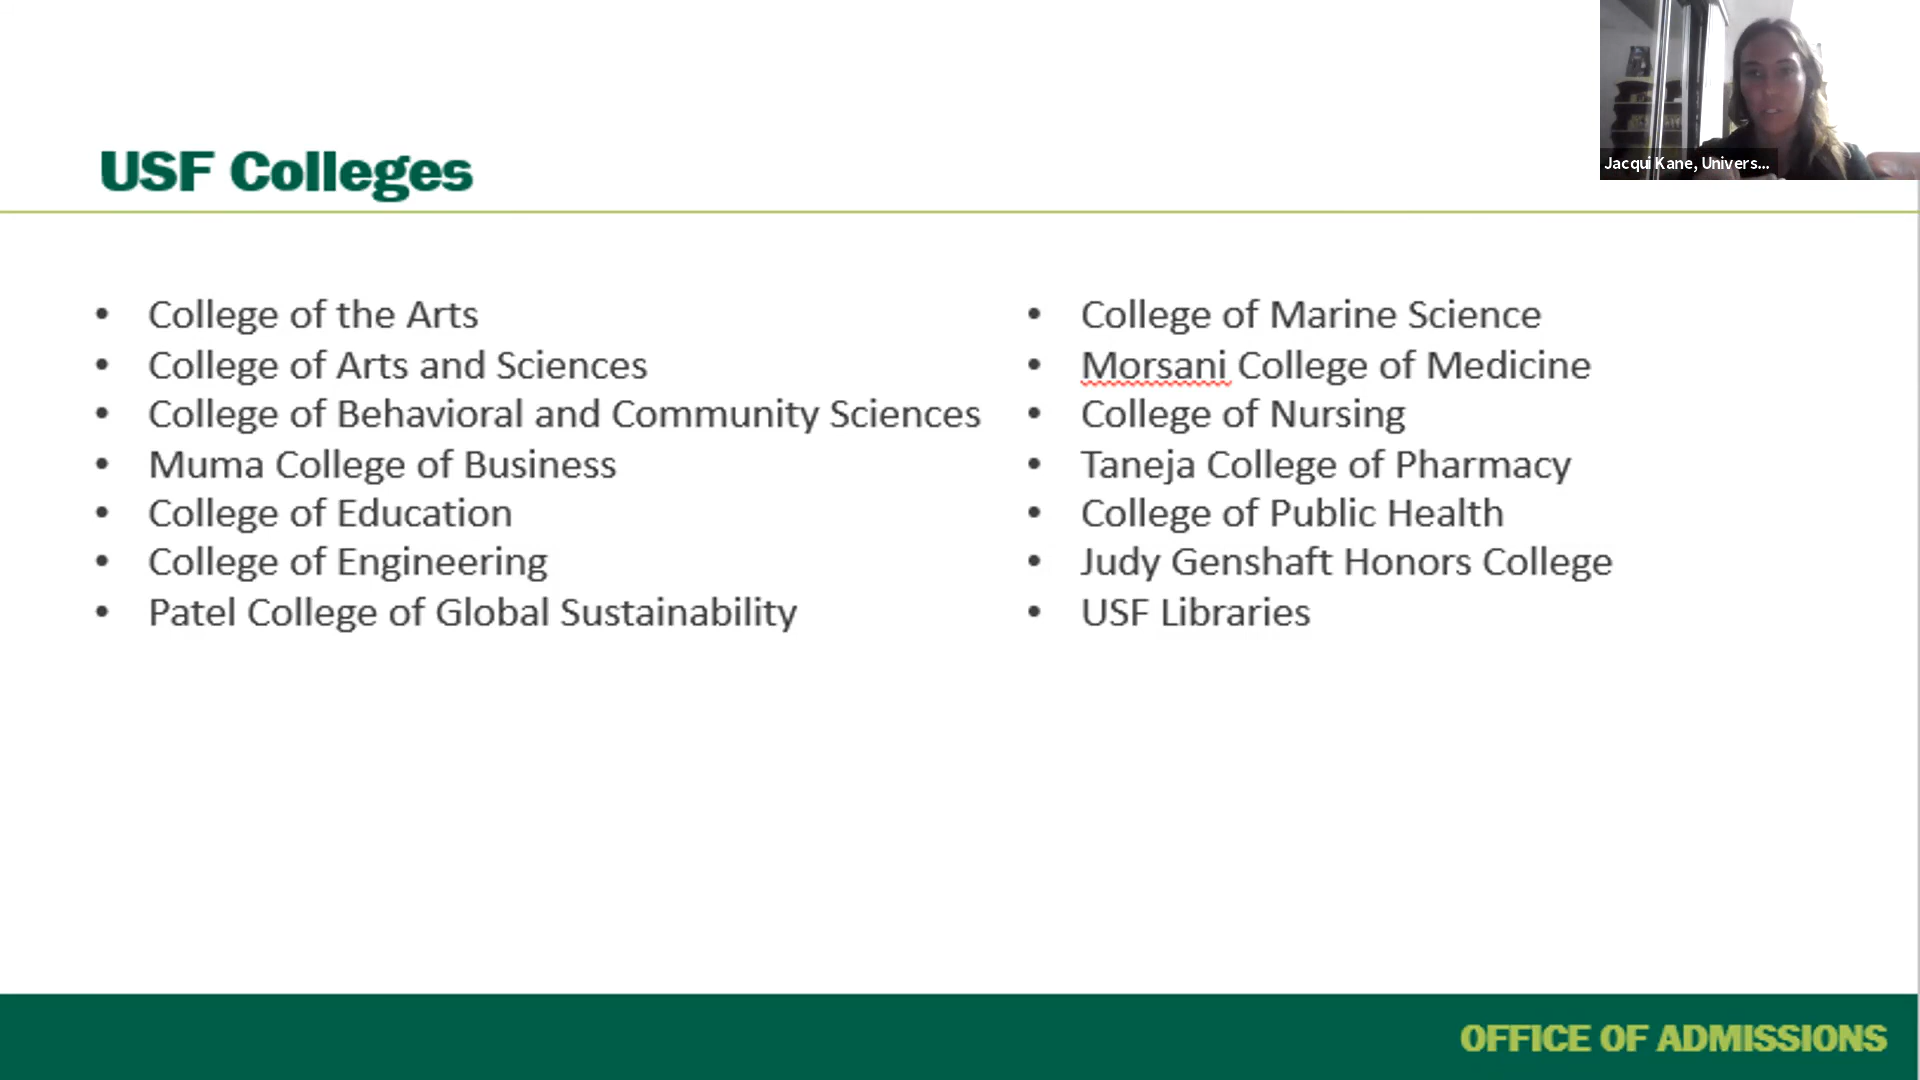 Jacqui Kane, Univers...
USF Colleges
• College of the Arts
• College of Arts and Sciences
• College of Behavioral and Community Sciences
• Muma College of Business
• College of Education
• College of Engineering
• Patel College of Global Sustainability
• College of Marine Science
• Morsani College of Medicine
• College of Nursing
• Taneja College of Pharmacy
• College of Public Health
• Judy Genshaft Honors College
• USF Libraries
OFFICE OF ADMISSIONS